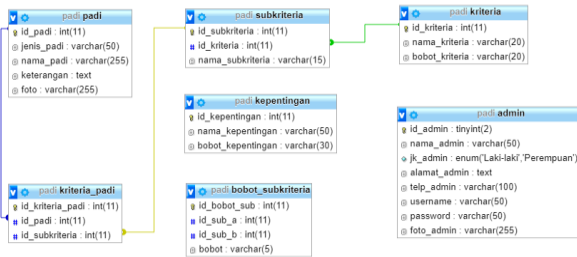 padi padi
id_padi : int(11)
jenis_padi : varchar(50)
nama_padi : varchar(255)
keterangan : text
foto : varchar(255)
padi subkriteria
id_subkriteria : int(11)
id_kriteria : int(11)
nama_subkriteria : varchar(15)
padi kriteria
id_kriteria : int(11)
nama_kriteria : varchar(20)
bobot_kriteria : varchar(20)
padi kepentingan
id_kepentingan : int(11)
nama_kepentingan : varchar(50)
bobot_kepentingan : varchar(30)
padi admin
id_admin : tinyint(2)
nama_admin : varchar(50)
jk_admin : enum('Laki-laki','Perempuan')
alamat_admin : text
telp_admin : varchar(100)
username : varchar(50)
password : varchar(50)
foto_admin : varchar(255)
padi kriteria_padi
id_kriteria_padi : int(11)
id_padi : int(11)
id_subkriteria : int(11)
padi bobot_subkriteria
id_bobot_sub : int(11)
id_sub_a : int(11)
id_sub_b : int(11)
bobot : varchar(5)